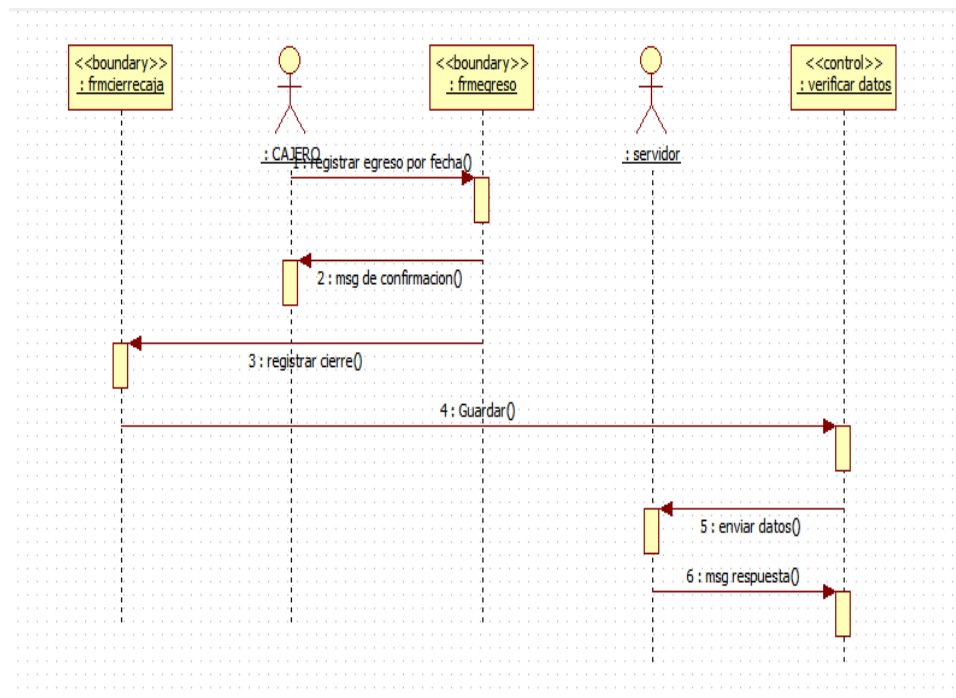 <<boundary>>
: frmcierrecaja
<<boundary>>
: frmegreso
<<control>>
: verificar datos
: CAJERO
: servidor
1 : registrar egreso por fecha()
2 : msg de confirmacion()
3 : registrar cierre()
4 : Guardar()
5 : enviar datos()
6 : msg respuesta()